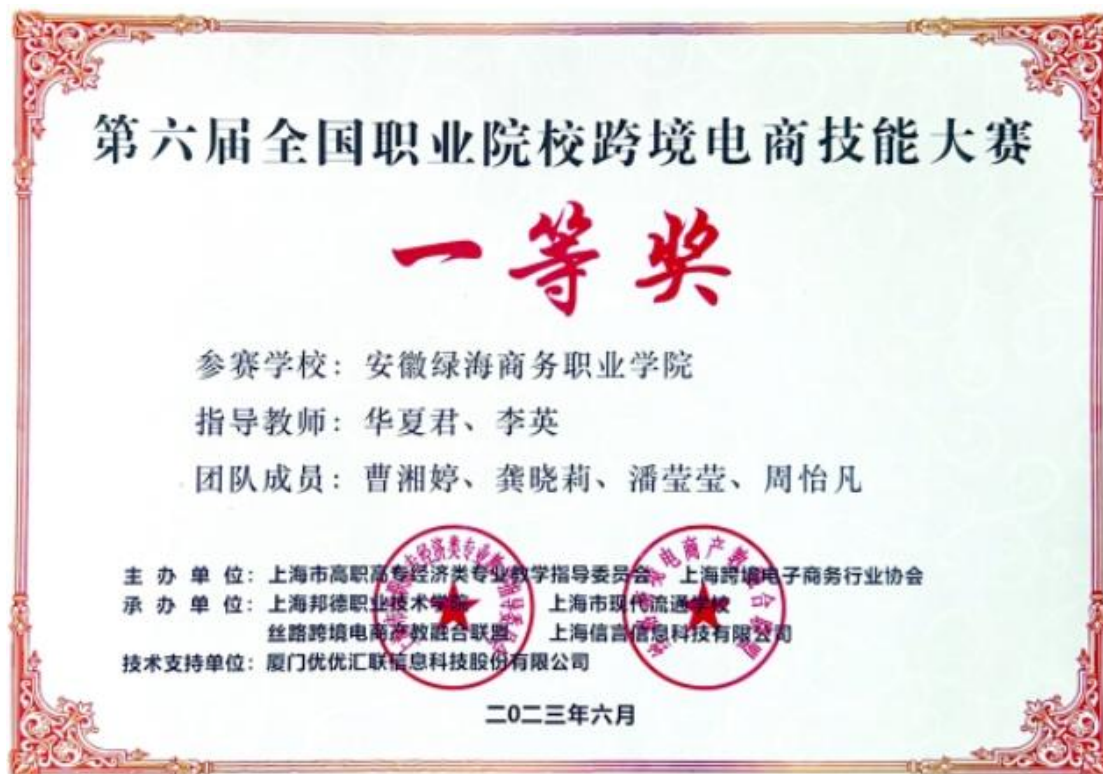 第六届全国职业院校跨境电商技能大赛
一等奖
参赛学校：安徽绿海商务职业学院
指导教师：华夏君、李英
团队成员：曹湘婷、龚晓莉、潘莹莹、周怡凡
主办单位：上海市高职高专经济类专业教学指导委员会 上海跨境电子商务行业协会
承办单位：上海邦德职业技术学院 上海市现代流通学校
丝路跨境电商产教融合联盟 上海信言信息科技有限公司
技术支持单位：厦门优优汇联信息科技股份有限公司
二〇二三年六月